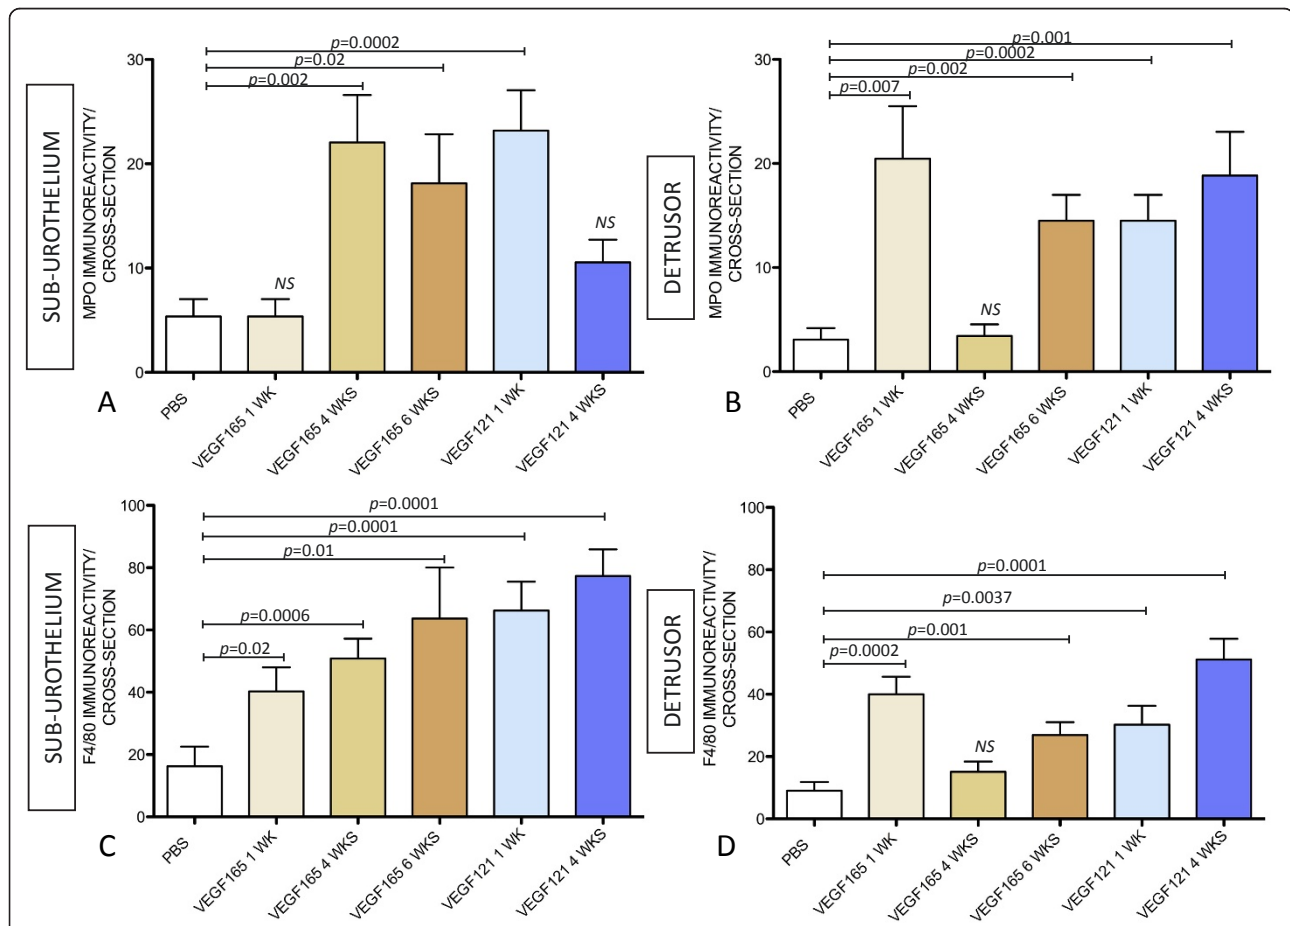 SUB-UROTHELIUM
MPO IMMUNOREACTIVITY/
CROSS-SECTION
30
20
10
0
p=0.0002
p=0.02
p=0.002
NS
NS
A
PBS
VEGF165 1 WK
VEGF165 4 WKS
VEGF165 6 WKS
VEGF121 1 WK
VEGF121 4 WKS
DETRUSOR
MPO IMMUNOREACTIVITY/
CROSS-SECTION
30
20
10
0
p=0.001
p=0.0002
p=0.002
p=0.007
NS
B
PBS
VEGF165 1 WK
VEGF165 4 WKS
VEGF165 6 WKS
VEGF121 1 WK
VEGF121 4 WKS
SUB-UROTHELIUM
F4/80 IMMUNOREACTIVITY/
CROSS-SECTION
100
80
60
40
20
0
p=0.0001
p=0.0001
p=0.01
p=0.0006
p=0.02
C
PBS
VEGF165 1 WK
VEGF165 4 WKS
VEGF165 6 WKS
VEGF121 1 WK
VEGF121 4 WKS
DETRUSOR
F4/80 IMMUNOREACTIVITY/
CROSS-SECTION
100
80
60
40
20
0
p=0.0001
p=0.0037
p=0.001
p=0.0002
NS
D
PBS
VEGF165 1 WK
VEGF165 4 WKS
VEGF165 6 WKS
VEGF121 1 WK
VEGF121 4 WKS